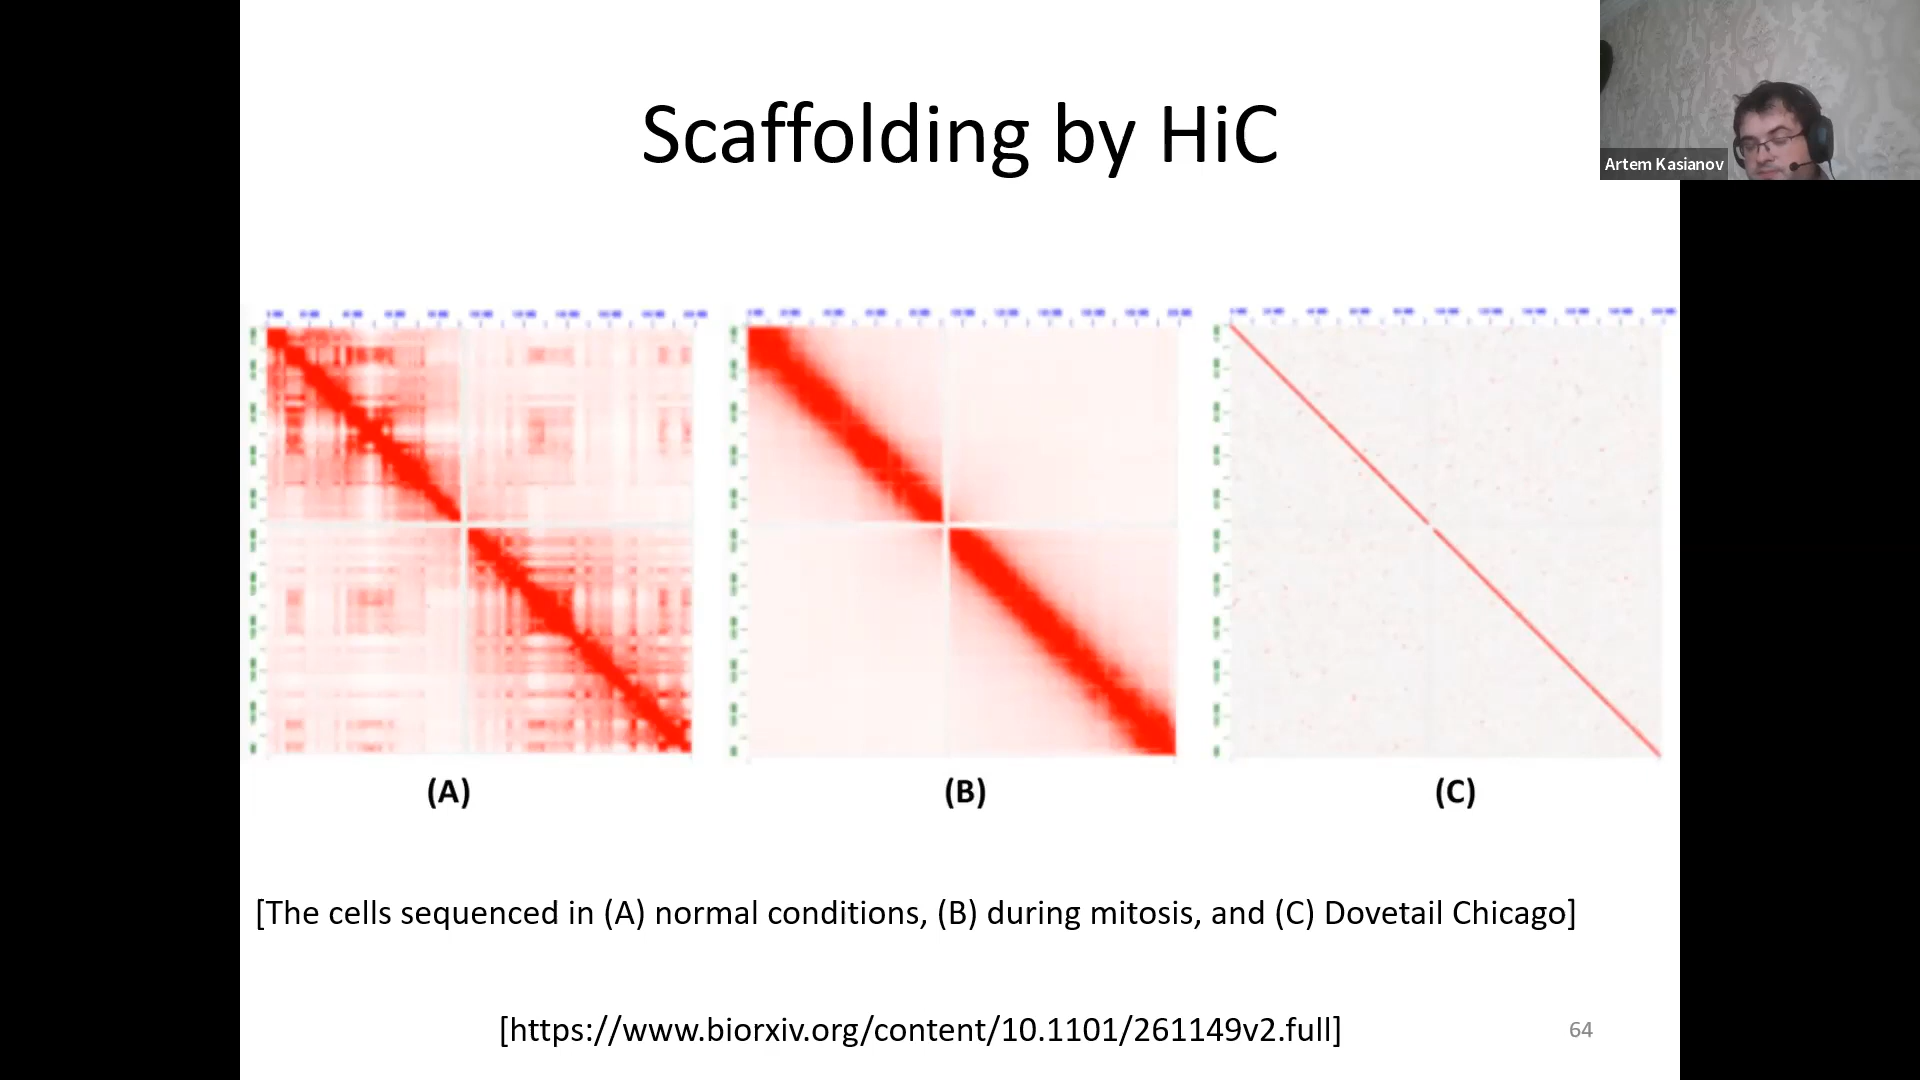 Scaffolding by HiC
Artem Kasianov
(A)
(B)
(C)
[The cells sequenced in (A) normal conditions, (B) during mitosis, and (C) Dovetail Chicago]
[https://www.biorxiv.org/content/10.1101/261149v2.full]
64